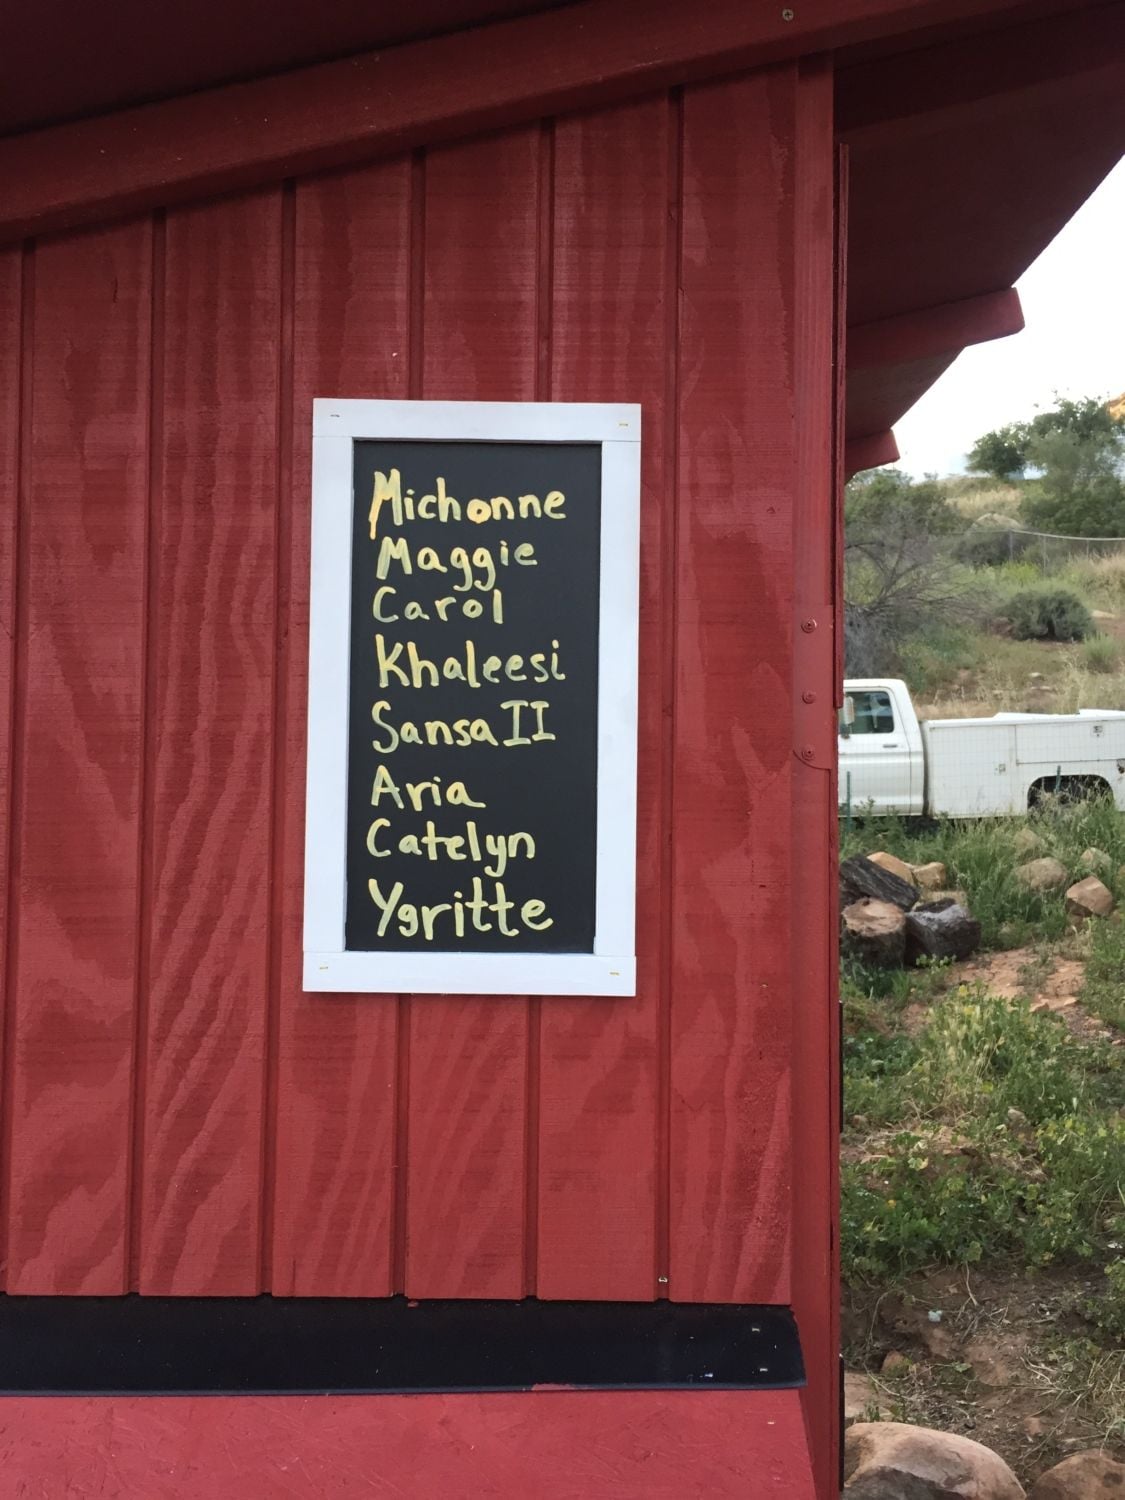 Michonne
Maggie
Carol
Khaleesi
Sansa II
Aria
Catelyn
Ygritte